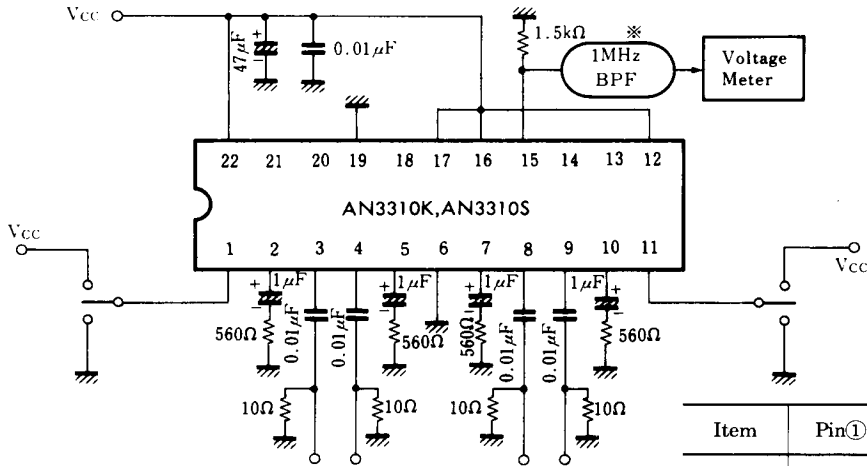 Vcc
47μF
+
−
0.01μF
1.5kΩ
※
1MHz
BPF
Voltage
Meter
22 21 20 19 18 17 16 15 14 13 12
AN3310K,AN3310S
1 2 3 4 5 6 7 8 9 10 11
Vcc
Vcc
+ 1μF
−
560Ω
0.01μF
0.01μF
+ 1μF
−
560Ω
+ 1μF
−
560Ω
0.01μF
0.01μF
1μF +
−
560Ω
10Ω
10Ω
10Ω
10Ω
Item Pin①